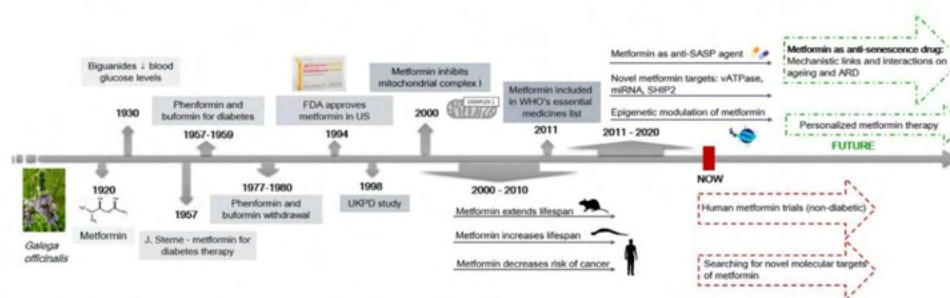 Biguanides ↓ blood
glucose levels
1930
Phenformin and
buformin for diabetes
1957-1959
FDA approves
metformin in US
1994
Metformin inhibits
mitochondrial complex I
2000
COMPLEX I
Metformin included
in WHO's essential
medicines list
2011
Metformin as anti-SASP agent
Novel metformin targets: vATPase,
miRNA, SHIP2
Epigenetic modulation of metformin
2011 - 2020
Metformin as anti-senescence drug:
Mechanistic links and interactions on
ageing and ARD
Personalized metformin therapy
FUTURE
Galega
officinalis
1920
Metformin
1957
J. Sterne - metformin for
diabetes therapy
1977-1980
Phenformin and
buformin withdrawal
1998
UKPD study
2000 - 2010
Metformin extends lifespan
Metformin increases lifespan
Metformin decreases risk of cancer
NOW
Human metformin trials (non-diabetic)
Searching for novel molecular targets
of metformin